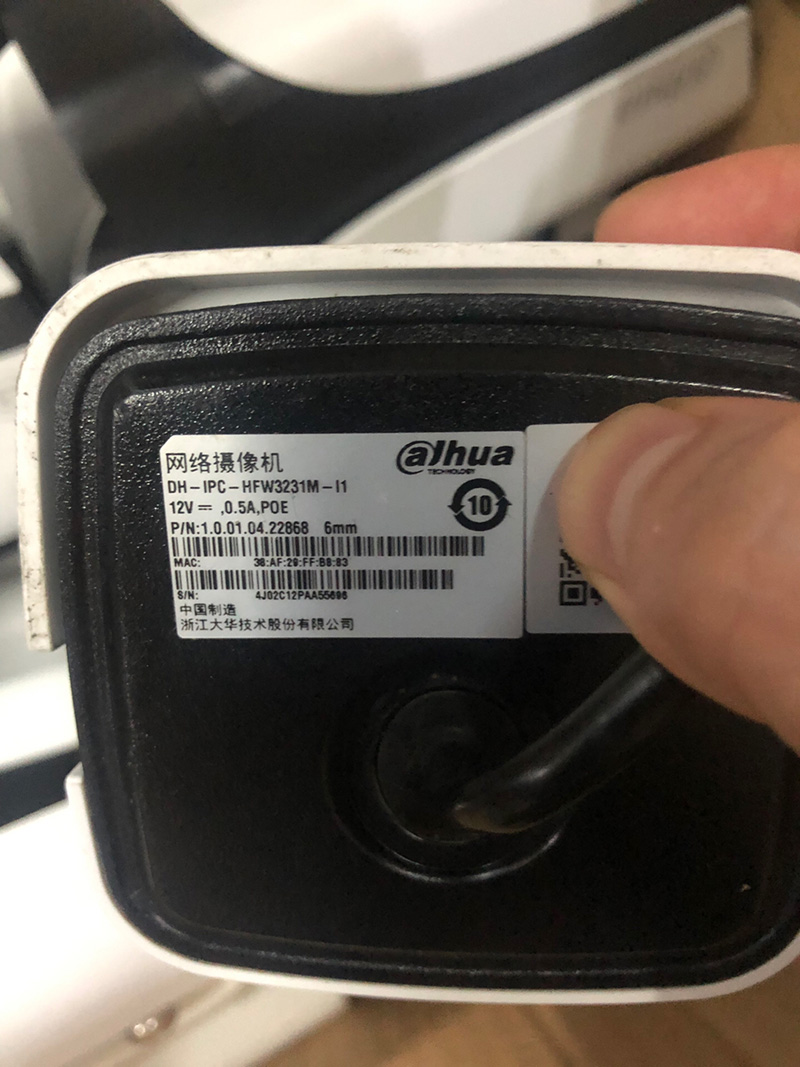 网络摄像机
alhua
TECHNOLOGY
DH-IPC-HFW3231M-I1
12V⎓,0.5A,POE
10
P/N:1.0.01.04.22868 6mm
MAC: 38:AF:29:FF:B8:83
S/N: 4J02C12PAA55698
中国制造
浙江大华技术股份有限公司